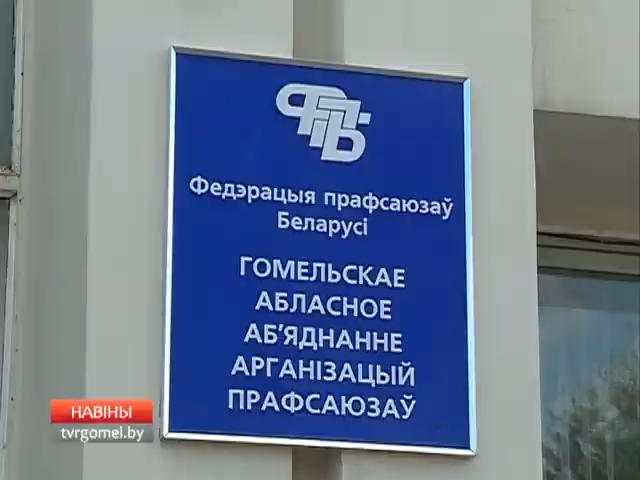 ФПБ
Федэрацыя прафсаюзаў
Беларусі
ГОМЕЛЬСКАЕ
АБЛАСНОЕ
АБ'ЯДНАННЕ
АРГАНІЗАЦЫЙ
ПРАФСАЮЗАЎ
НАВІНЫ
tvrgomel.by